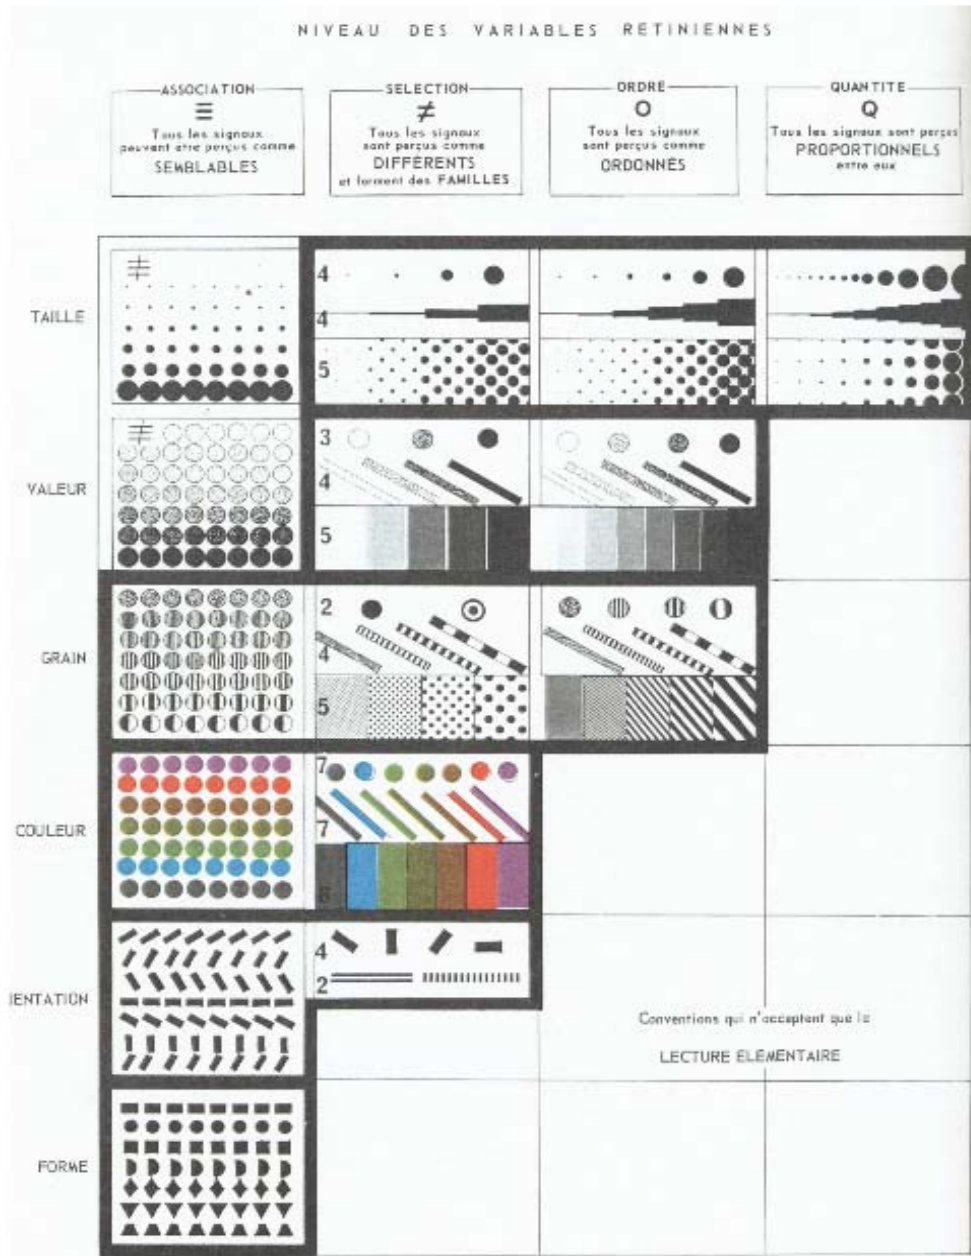 NIVEAU DES VARIABLES RETINIENNES
ASSOCIATION
≡
Tous les signaux
peuvent être perçus comme
SEMBLABLES
SELECTION
≠
Tous les signaux
sont perçus comme
DIFFÉRENTS
et forment des FAMILLES
ORDRE
O
Tous les signaux
sont perçus comme
ORDONNÉS
QUANTITE
Q
Tous les signaux sont perçus
PROPORTIONNELS
entre eux
TAILLE
≢
4
4
5
VALEUR
≢
3
4
5
GRAIN
2
4
5
COULEUR
7
7
IENTATION
4
2
Conventions qui n'acceptent que la
LECTURE ELEMENTAIRE
FORME